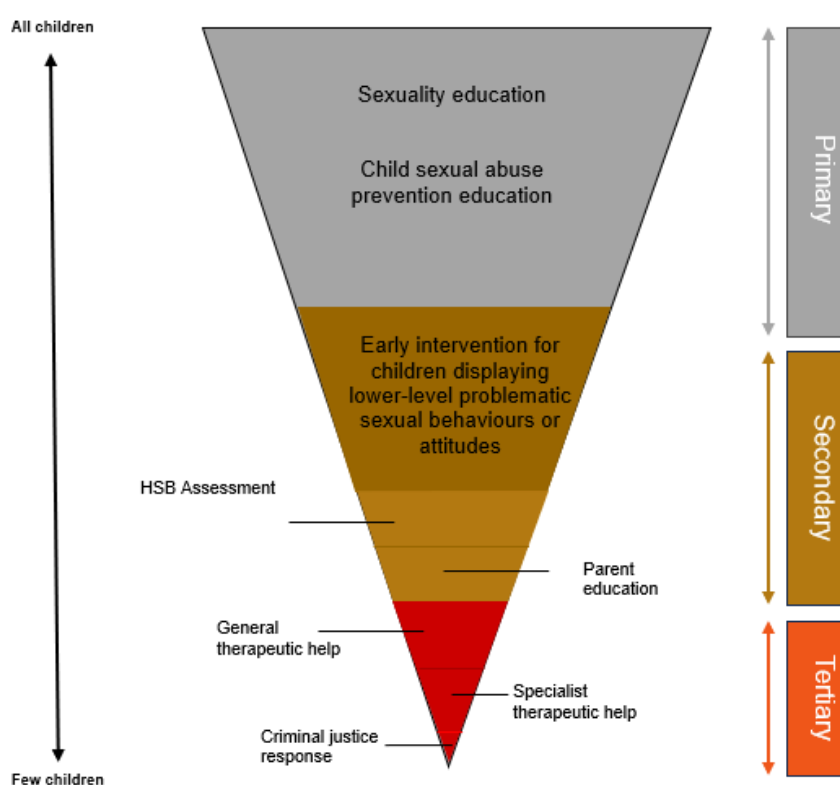 All children
Sexuality education
Child sexual abuse
prevention education
Primary
Early intervention for
children displaying
lower-level problematic
sexual behaviours or
attitudes
Secondary
HSB Assessment
Parent
education
General
therapeutic help
Specialist
therapeutic help
Tertiary
Criminal justice
response
Few children